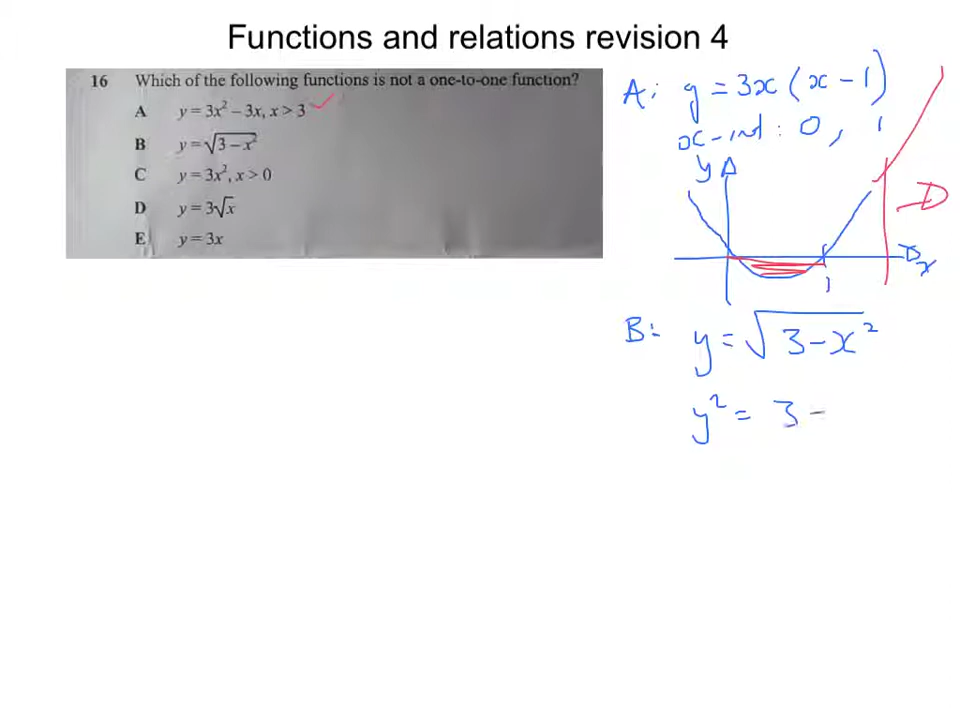 Functions and relations revision 4
16 Which of the following functions is not a one-to-one function?
A y = 3x² – 3x, x > 3
B y = √(3 – x²)
C y = 3x², x > 0
D y = 3√x
E y = 3x
A: y = 3x (x – 1)
x-int : 0, 1
y
D
x
1
B: y = √(3 – x²)
y² = 3 –